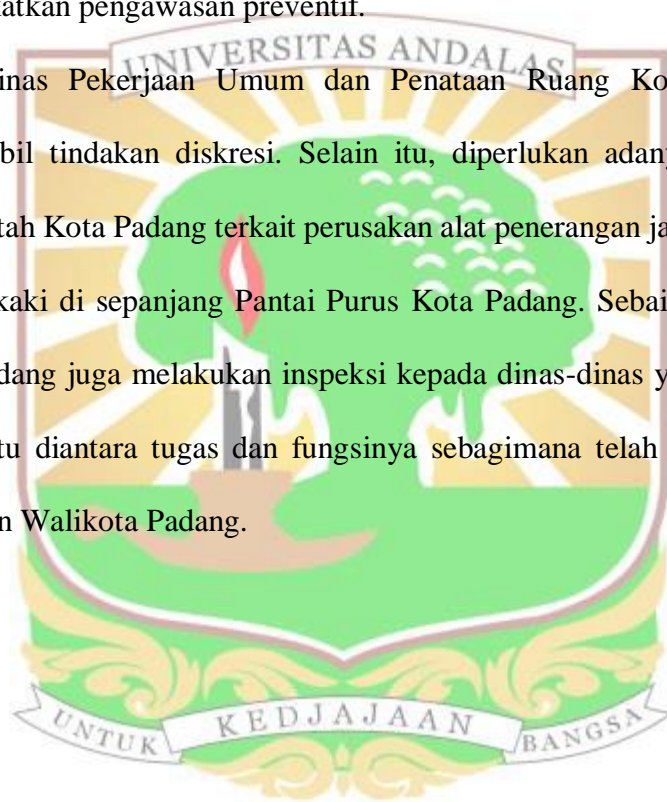 katkan pengawasan preventif.
UNIVERSITAS ANDALAS
inas Pekerjaan Umum dan Penataan Ruang Ko
bil tindakan diskresi. Selain itu, diperlukan adany
tah Kota Padang terkait perusakan alat penerangan ja
kaki di sepanjang Pantai Purus Kota Padang. Sebai
dang juga melakukan inspeksi kepada dinas-dinas y
tu diantara tugas dan fungsinya sebagimana telah
n Walikota Padang.
UNTUK KEDJAJAAN BANGSA